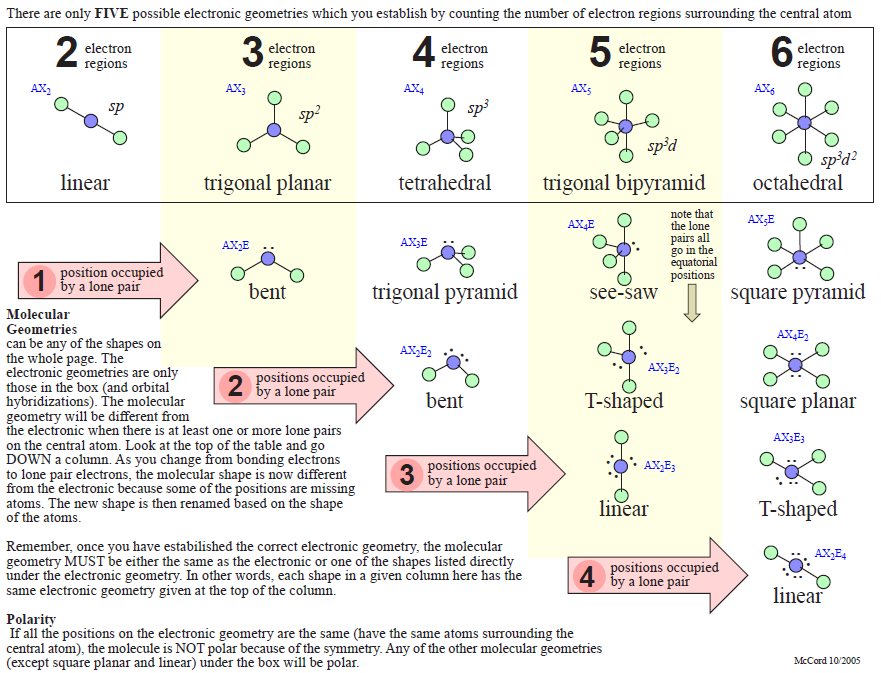 There are only FIVE possible electronic geometries which you establish by counting the number of electron regions surrounding the central atom
2 electron regions
3 electron regions
4 electron regions
5 electron regions
6 electron regions
AX2
sp
linear
AX3
sp2
trigonal planar
AX4
sp3
tetrahedral
AX5
sp3d
trigonal bipyramid
AX6
sp3d2
octahedral
1 position occupied
by a lone pair
AX2E
bent
AX3E
trigonal pyramid
AX4E
see-saw
note that
the lone
pairs all
go in the
equatorial
positions
AX5E
square pyramid
2 positions occupied
by a lone pair
AX2E2
bent
AX3E2
T-shaped
AX4E2
square planar
3 positions occupied
by a lone pair
AX2E3
linear
AX3E3
T-shaped
4 positions occupied
by a lone pair
AX2E4
linear
Molecular
Geometries
can be any of the shapes on
the whole page. The
electronic geometries are only
those in the box (and orbital
hybridizations). The molecular
geometry will be different from
the electronic when there is at least one or more lone pairs
on the central atom. Look at the top of the table and go
DOWN a column. As you change from bonding electrons
to lone pair electrons, the molecular shape is now different
from the electronic because some of the positions are missing
atoms. The new shape is then renamed based on the shape
of the atoms.
Remember, once you have estabilished the correct electronic geometry, the molecular
geometry MUST be either the same as the electronic or one of the shapes listed directly
under the electronic geometry. In other words, each shape in a given column here has the
same electronic geometry given at the top of the column.
Polarity
If all the positions on the electronic geometry are the same (have the same atoms surrounding the
central atom), the molecule is NOT polar because of the symmetry. Any of the other molecular geometries
(except square planar and linear) under the box will be polar.
McCord 10/2005